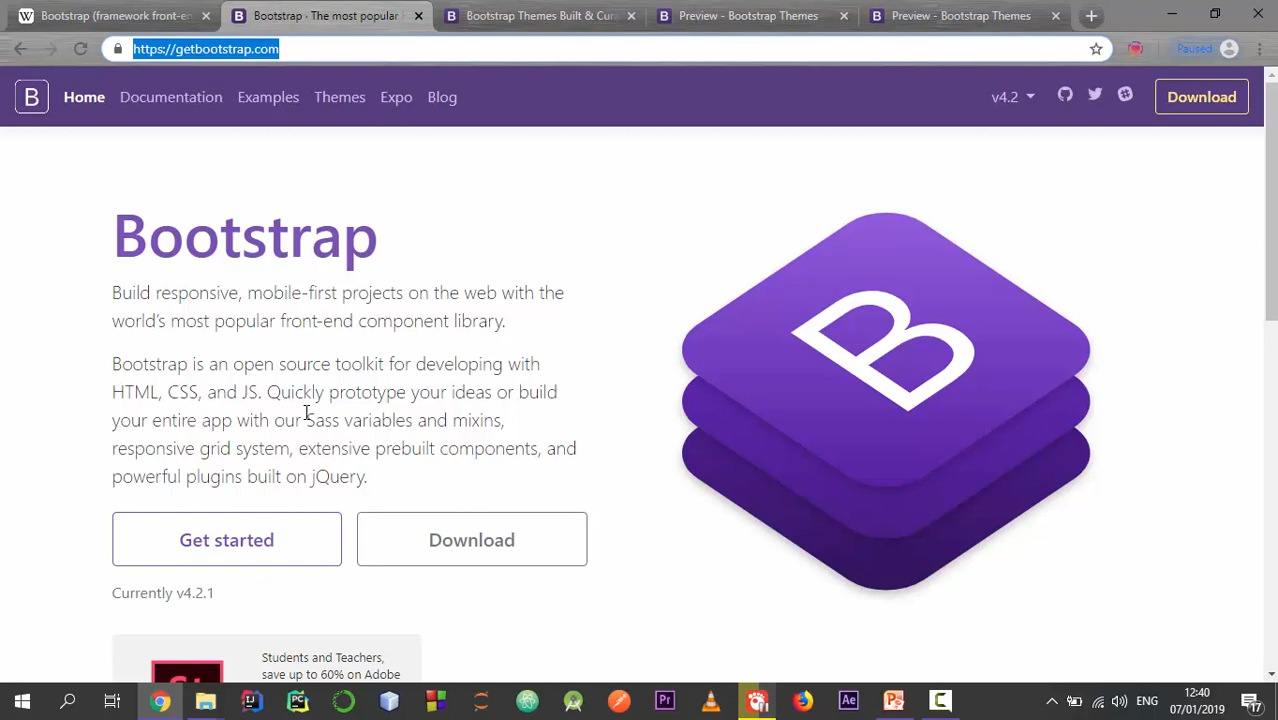 Bootstrap (framework front-en
Bootstrap · The most popular
Bootstrap Themes Built & Cur
Preview - Bootstrap Themes
Preview - Bootstrap Themes
https://getbootstrap.com
Paused
B Home Documentation Examples Themes Expo Blog v4.2 Download
Bootstrap
Build responsive, mobile-first projects on the web with the
world's most popular front-end component library.
B
Bootstrap is an open source toolkit for developing with
HTML, CSS, and JS. Quickly prototype your ideas or build
your entire app with our Sass variables and mixins,
responsive grid system, extensive prebuilt components, and
powerful plugins built on jQuery.
Get started Download
Currently v4.2.1
Students and Teachers,
save up to 60% on Adobe
ENG
12:40
07/01/2019
17